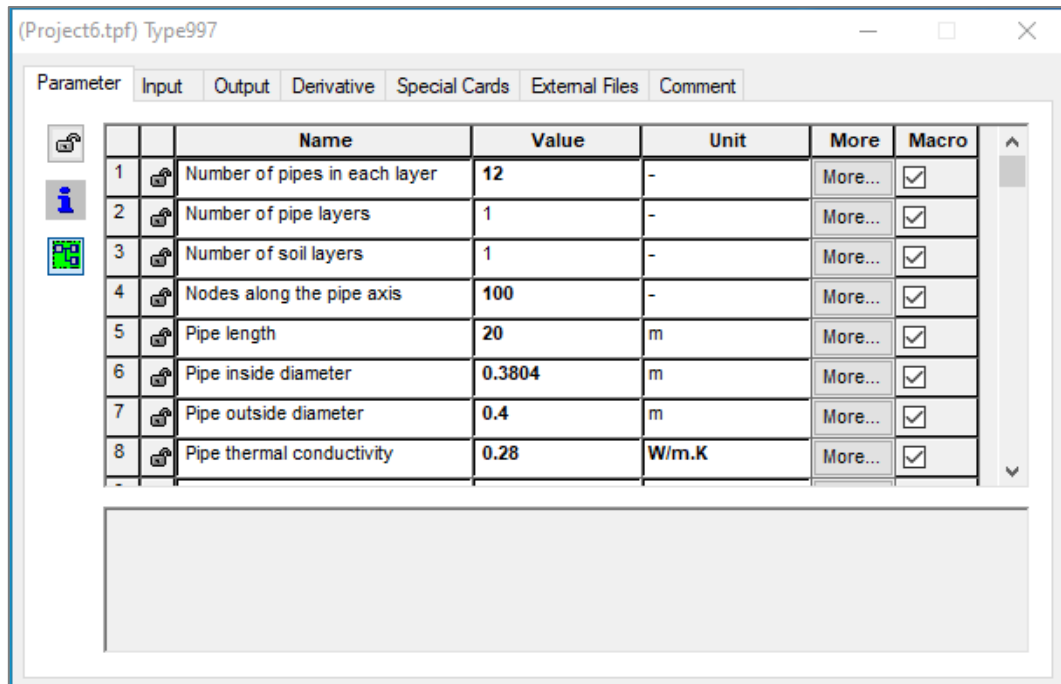 (Project6.tpf) Type997
Parameter Input Output Derivative Special Cards External Files Comment
Name Value Unit More Macro
1 Number of pipes in each layer 12 - More...
2 Number of pipe layers 1 - More...
3 Number of soil layers 1 - More...
4 Nodes along the pipe axis 100 - More...
5 Pipe length 20 m More...
6 Pipe inside diameter 0.3804 m More...
7 Pipe outside diameter 0.4 m More...
8 Pipe thermal conductivity 0.28 W/m.K More...